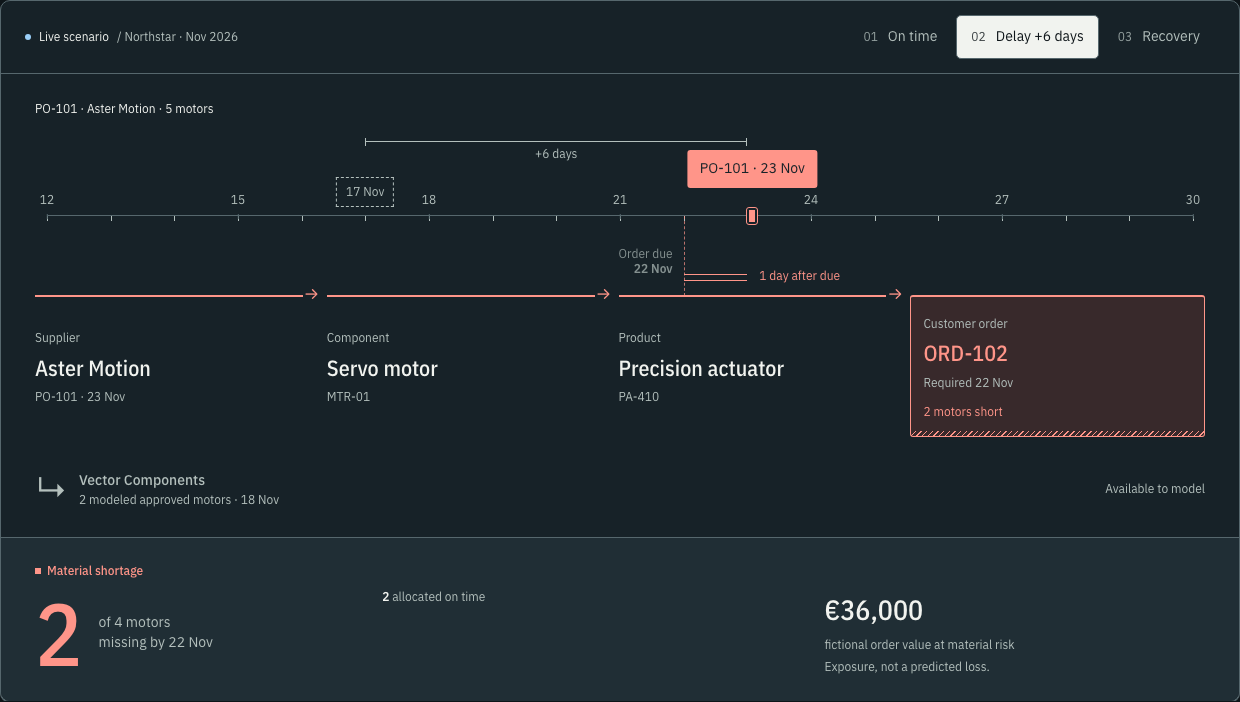 Live scenario / Northstar · Nov 2026
01 On time
02 Delay +6 days
03 Recovery
PO-101 · Aster Motion · 5 motors
+6 days
PO-101 · 23 Nov
17 Nov
12 15 18 21 24 27 30
Order due
22 Nov
1 day after due
Supplier
Aster Motion
PO-101 · 23 Nov
Component
Servo motor
MTR-01
Product
Precision actuator
PA-410
Customer order
ORD-102
Required 22 Nov
2 motors short
Vector Components
2 modeled approved motors · 18 Nov
Available to model
Material shortage
2
of 4 motors
missing by 22 Nov
2 allocated on time
€36,000
fictional order value at material risk
Exposure, not a predicted loss.